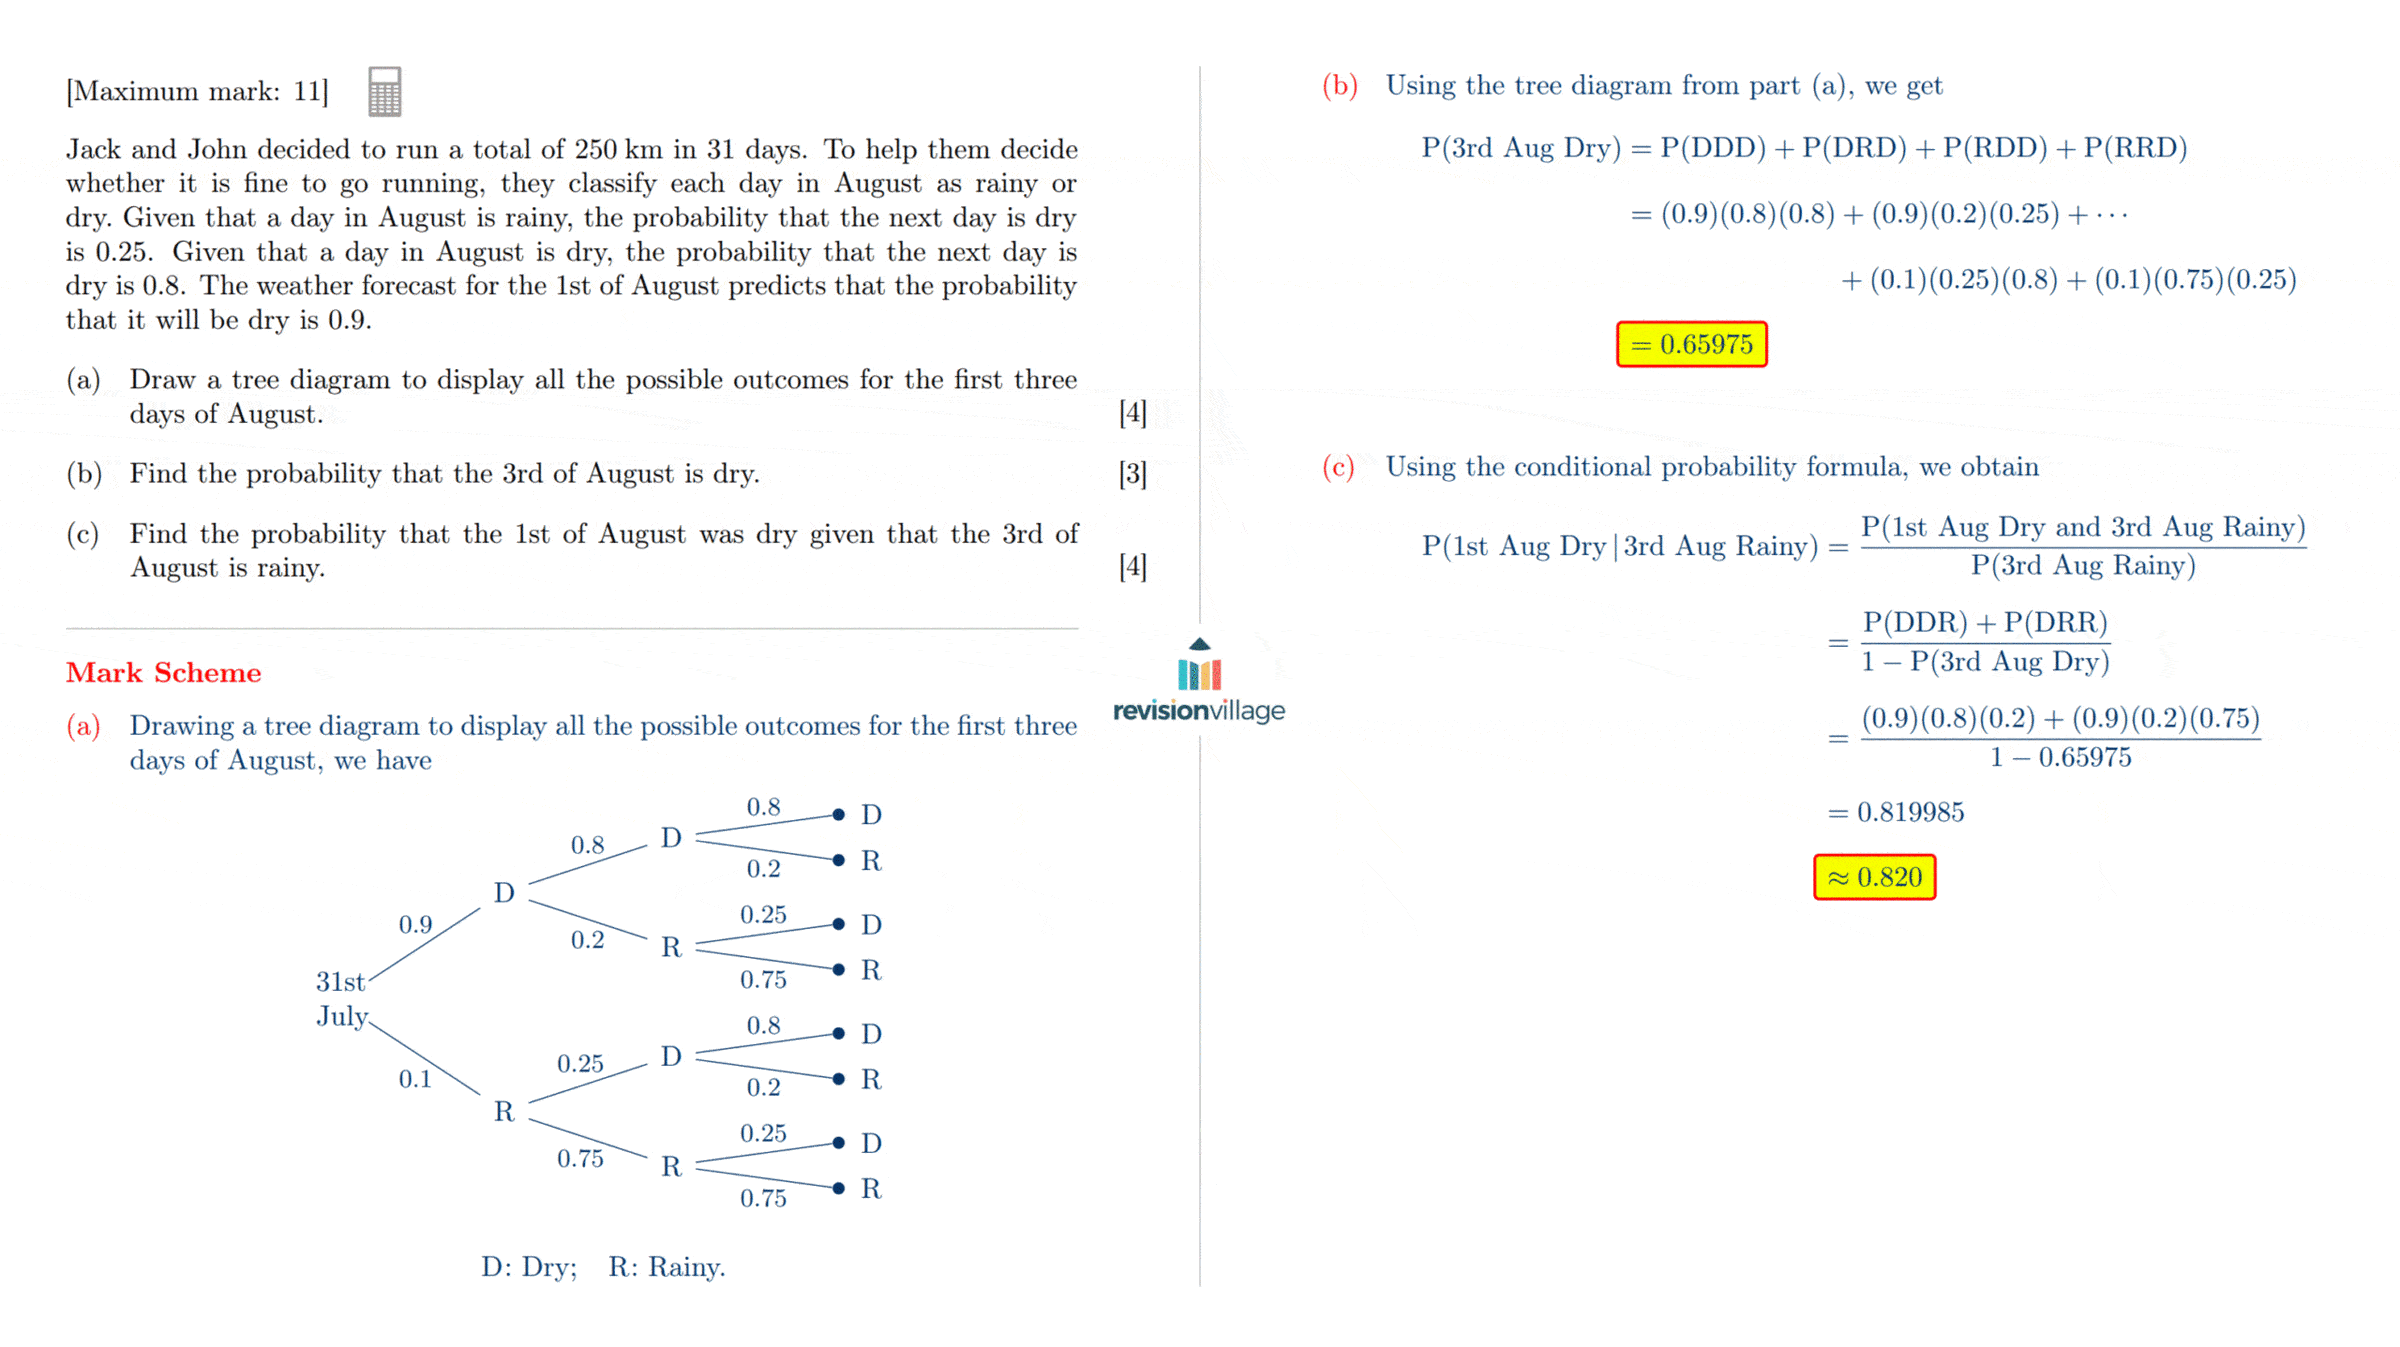 [Maximum mark: 11]
Jack and John decided to run a total of 250 km in 31 days. To help them decide
whether it is fine to go running, they classify each day in August as rainy or
dry. Given that a day in August is rainy, the probability that the next day is dry
is 0.25. Given that a day in August is dry, the probability that the next day is
dry is 0.8. The weather forecast for the 1st of August predicts that the probability
that it will be dry is 0.9.
(a) Draw a tree diagram to display all the possible outcomes for the first three
days of August. [4]
(b) Find the probability that the 3rd of August is dry. [3]
(c) Find the probability that the 1st of August was dry given that the 3rd of
August is rainy. [4]
Mark Scheme
(a) Drawing a tree diagram to display all the possible outcomes for the first three
days of August, we have
0.8 D
0.8 D
0.2 R
D
0.25 D
0.9
0.2 R
0.75 R
31st
July
0.8 D
0.25 D
0.2 R
0.1
R
0.25 D
0.75 R
0.75 R
D: Dry; R: Rainy.
revisionvillage
(b) Using the tree diagram from part (a), we get
P(3rd Aug Dry) = P(DDD) + P(DRD) + P(RDD) + P(RRD)
= (0.9)(0.8)(0.8) + (0.9)(0.2)(0.25) + ···
+ (0.1)(0.25)(0.8) + (0.1)(0.75)(0.25)
= 0.65975
(c) Using the conditional probability formula, we obtain
P(1st Aug Dry | 3rd Aug Rainy) = P(1st Aug Dry and 3rd Aug Rainy)
P(3rd Aug Rainy)
= P(DDR) + P(DRR)
1 − P(3rd Aug Dry)
= (0.9)(0.8)(0.2) + (0.9)(0.2)(0.75)
1 − 0.65975
= 0.819985
≈ 0.820